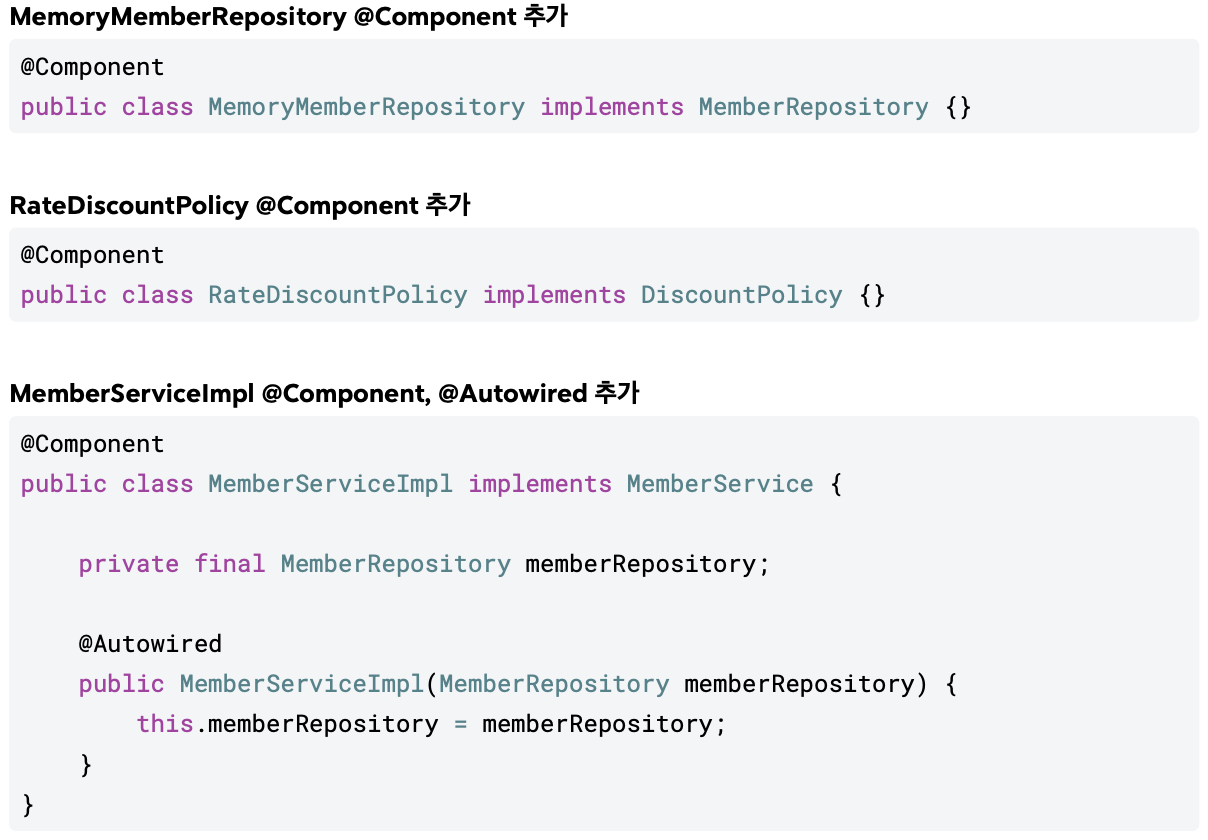 MemoryMemberRepository @Component 추가
@Component
public class MemoryMemberRepository implements MemberRepository {}
RateDiscountPolicy @Component 추가
@Component
public class RateDiscountPolicy implements DiscountPolicy {}
MemberServiceImpl @Component, @Autowired 추가
@Component
public class MemberServiceImpl implements MemberService {
    private final MemberRepository memberRepository;
    @Autowired
    public MemberServiceImpl(MemberRepository memberRepository) {
        this.memberRepository = memberRepository;
    }
}